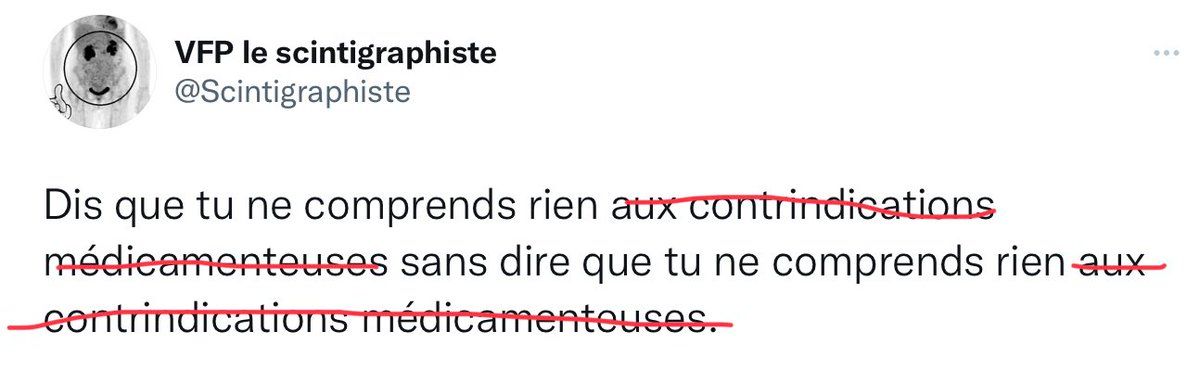 VFP le scintigraphiste
@Scintigraphiste
Dis que tu ne comprends rien aux contrindications
médicamenteuses sans dire que tu ne comprends rien aux
contrindications médicamenteuses.